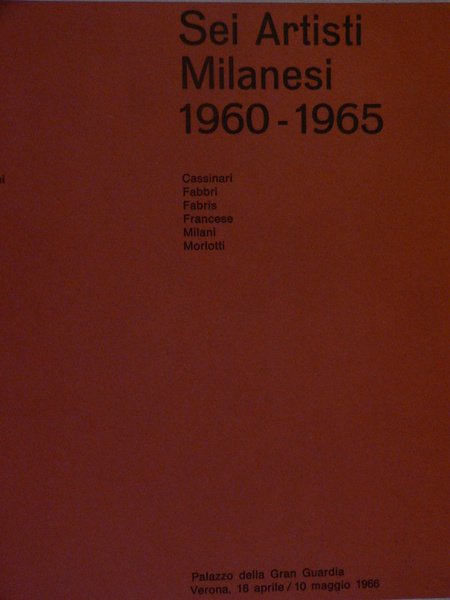 Sei Artisti
Milanesi
1960-1965
Cassinari
Fabbri
Fabris
Francese
Milani
Morlotti
Palazzo della Gran Guardia
Verona, 16 aprile / 10 maggio 1966